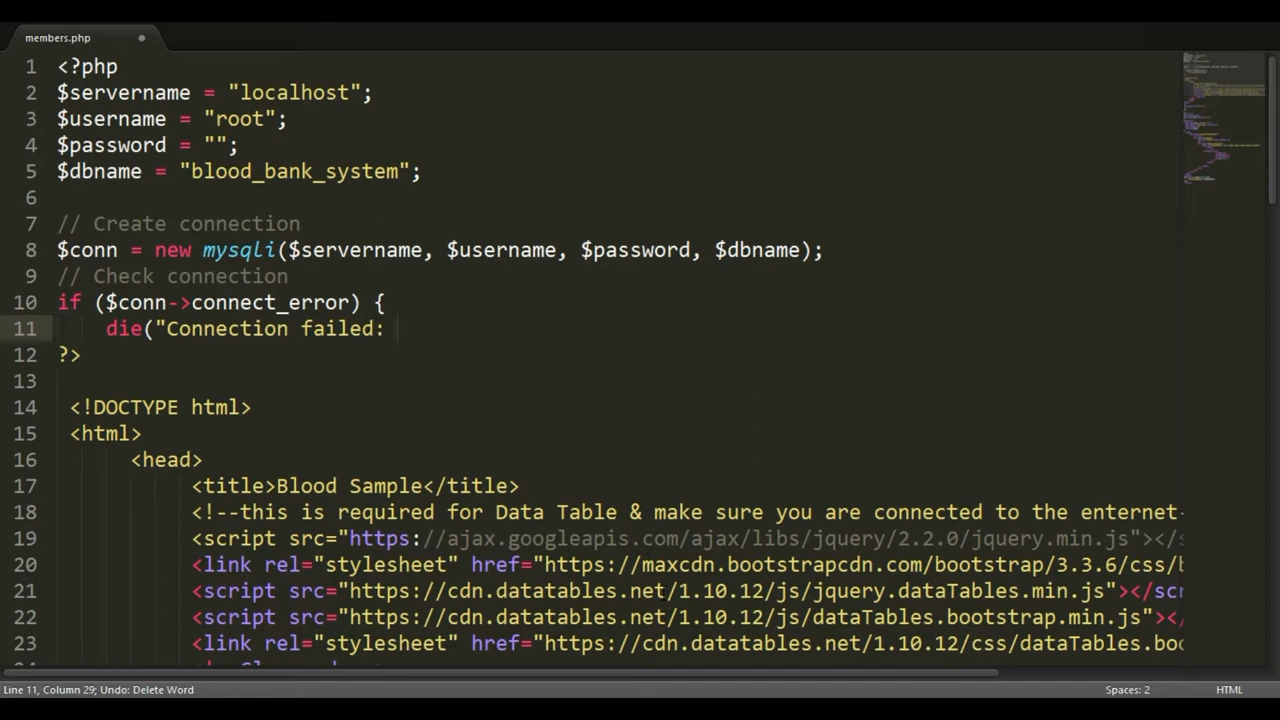 members.php
1 <?php
2 $servername = "localhost";
3 $username = "root";
4 $password = "";
5 $dbname = "blood_bank_system";
6
7 // Create connection
8 $conn = new mysqli($servername, $username, $password, $dbname);
9 // Check connection
10 if ($conn->connect_error) {
11 die("Connection failed:
12 ?>
13
14 <!DOCTYPE html>
15 <html>
16 <head>
17 <title>Blood Sample</title>
18 <!--this is required for Data Table & make sure you are connected to the enternet-
19 <script src="https://ajax.googleapis.com/ajax/libs/jquery/2.2.0/jquery.min.js"></s
20 <link rel="stylesheet" href="https://maxcdn.bootstrapcdn.com/bootstrap/3.3.6/css/b
21 <script src="https://cdn.datatables.net/1.10.12/js/jquery.dataTables.min.js"></scr
22 <script src="https://cdn.datatables.net/1.10.12/js/dataTables.bootstrap.min.js"></
23 <link rel="stylesheet" href="https://cdn.datatables.net/1.10.12/css/dataTables.boo
Line 11, Column 29; Undo: Delete Word
Spaces: 2
HTML